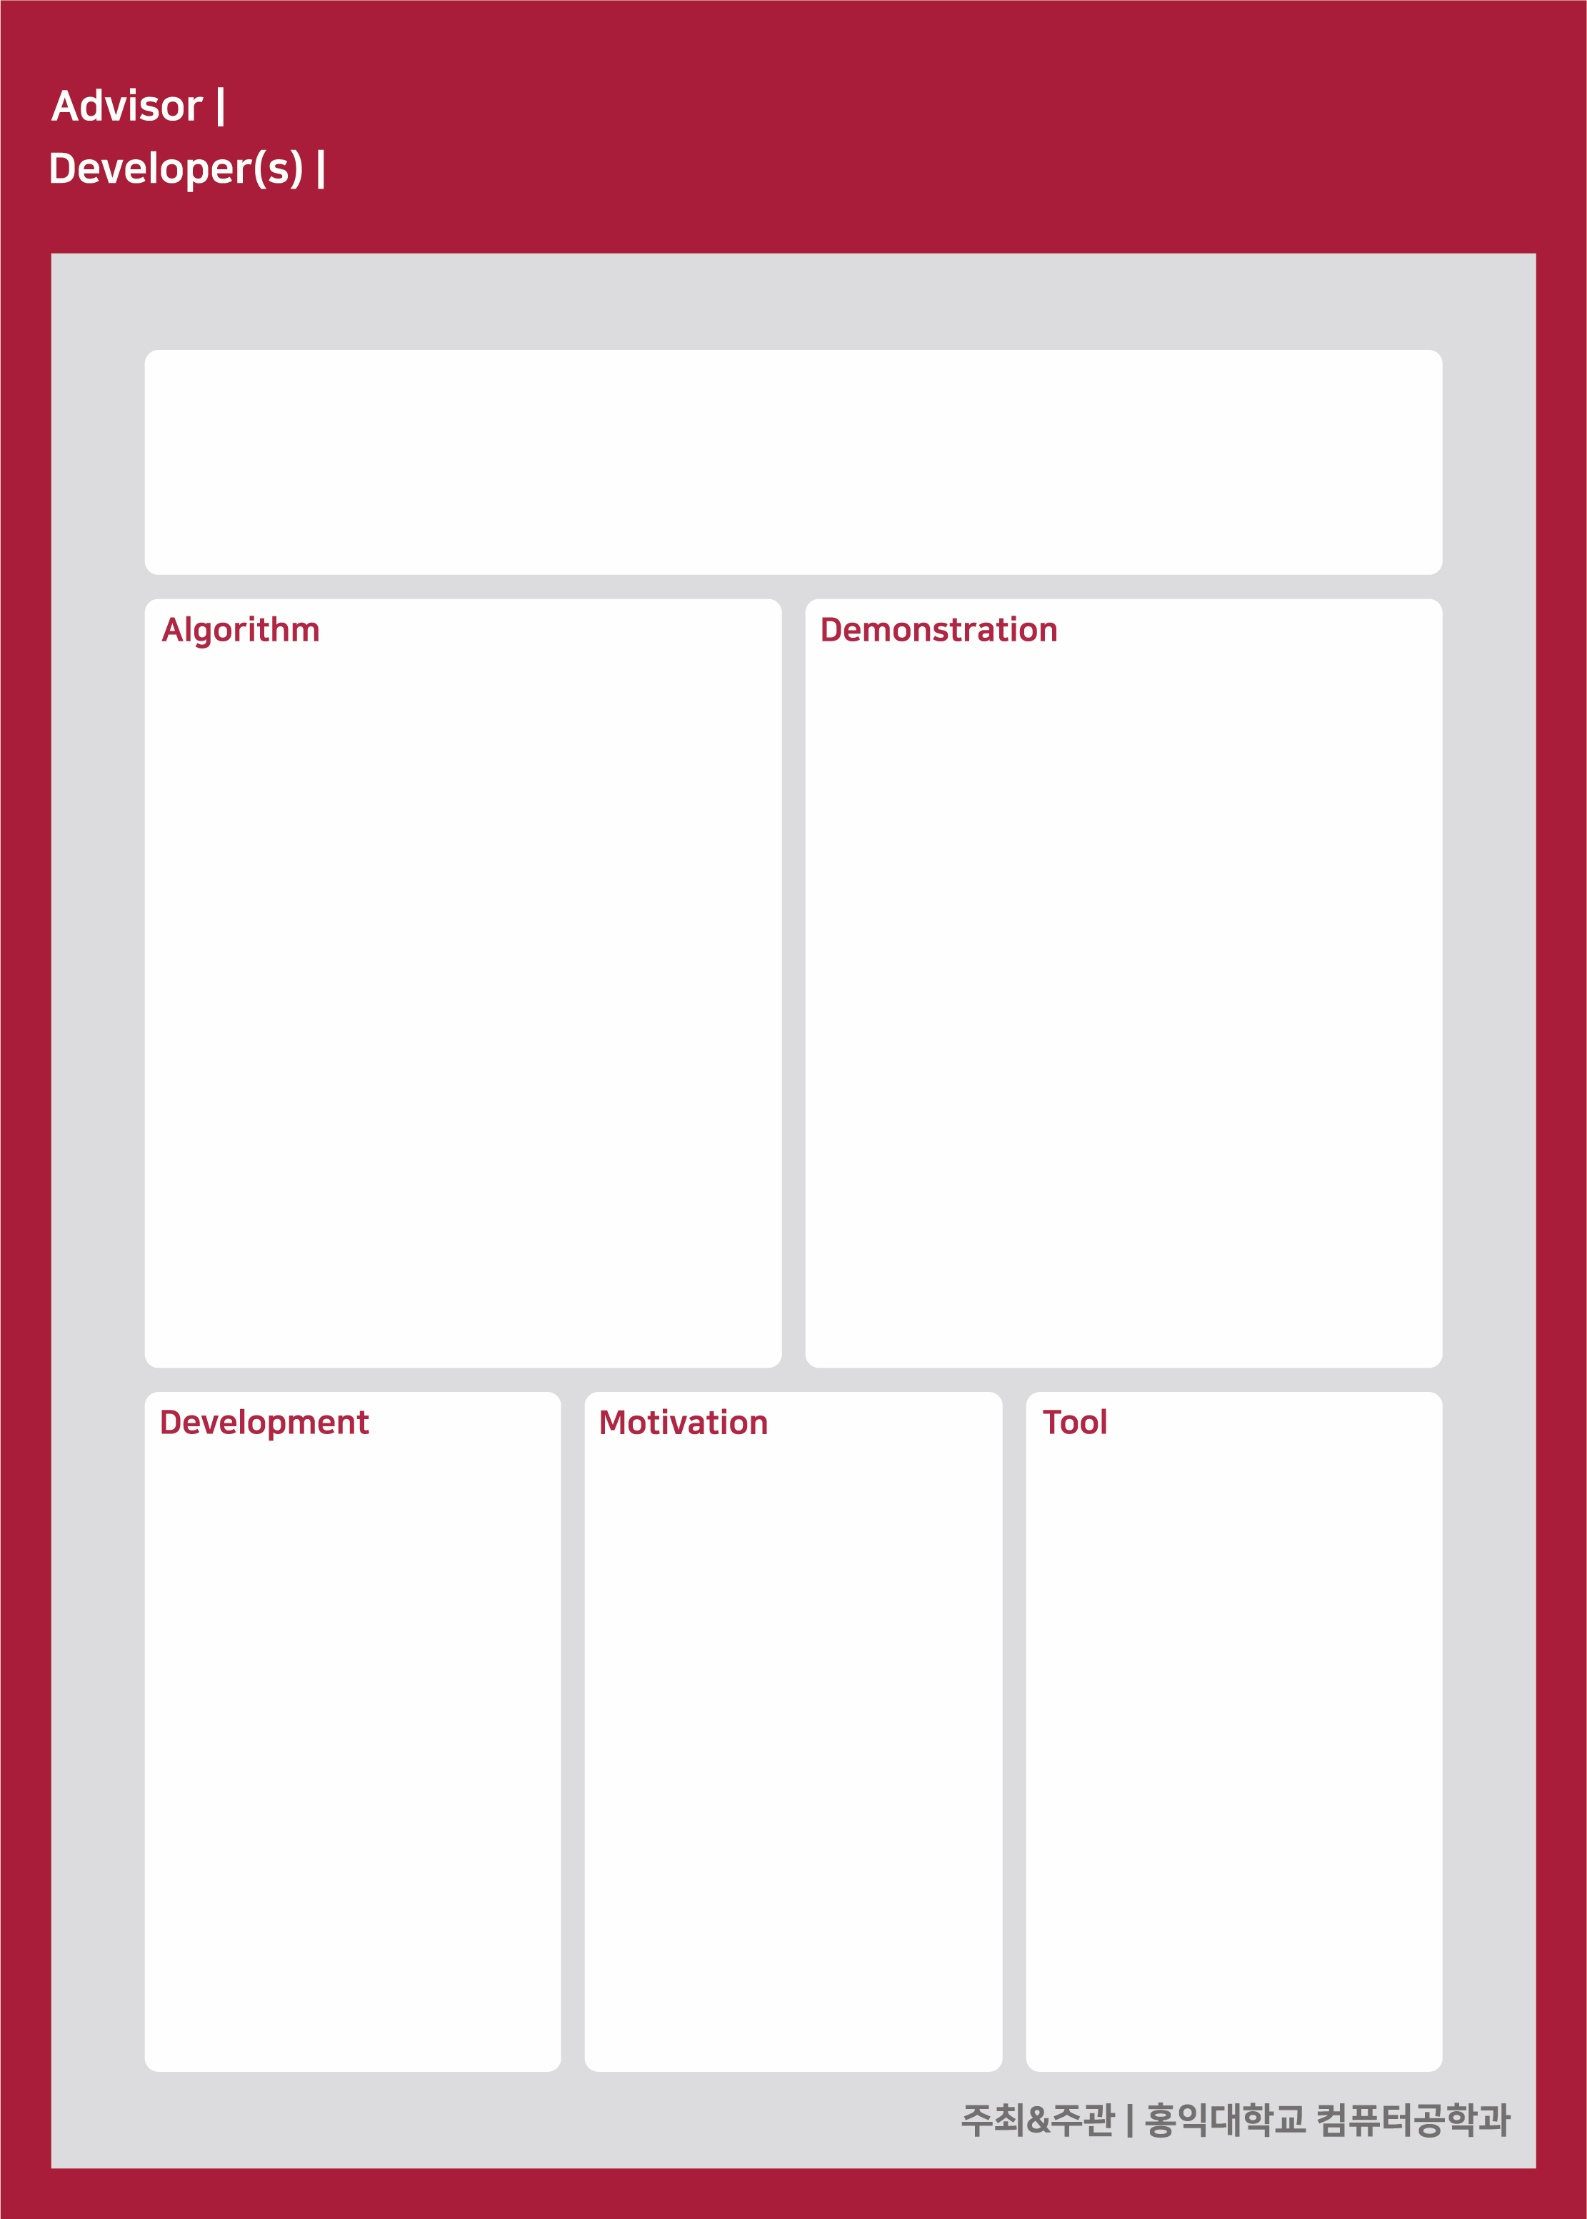 Advisor |
Developer(s) |
Algorithm
Demonstration
Development
Motivation
Tool
주최&주관 | 홍익대학교 컴퓨터공학과